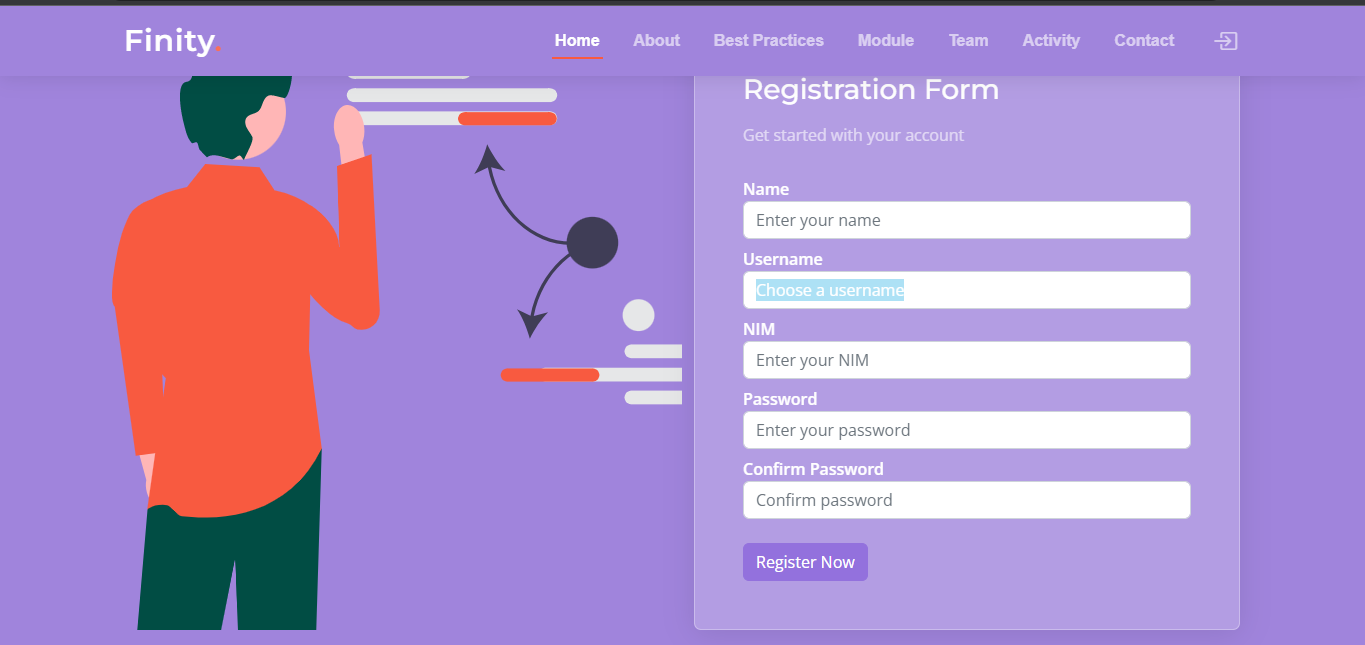 Finity.
Home About Best Practices Module Team Activity Contact
Registration Form
Get started with your account
Name
Enter your name
Username
Choose a username
NIM
Enter your NIM
Password
Enter your password
Confirm Password
Confirm password
Register Now